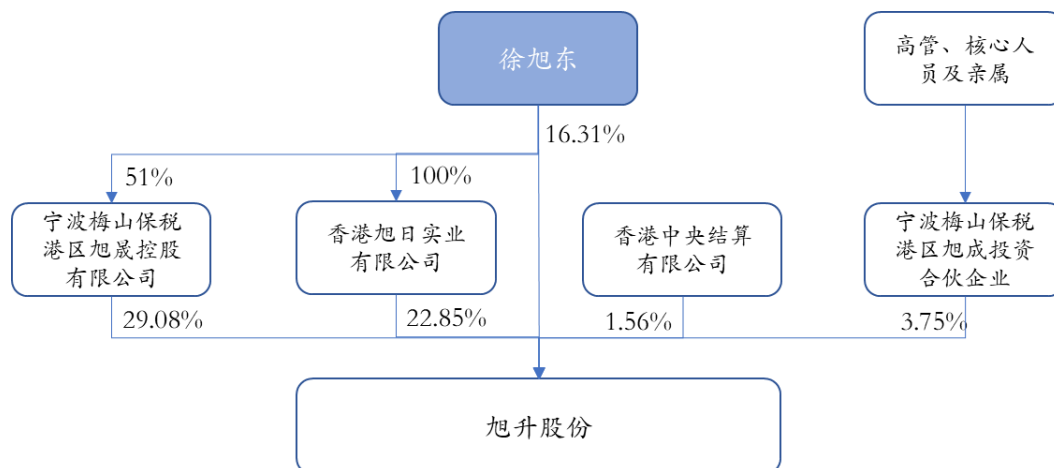 徐旭东
高管、核心人
员及亲属
16.31%
51%
100%
宁波梅山保税
港区旭晟控股
有限公司
香港旭日实业
有限公司
香港中央结算
有限公司
宁波梅山保税
港区旭成投资
合伙企业
29.08%
22.85%
1.56%
3.75%
旭升股份